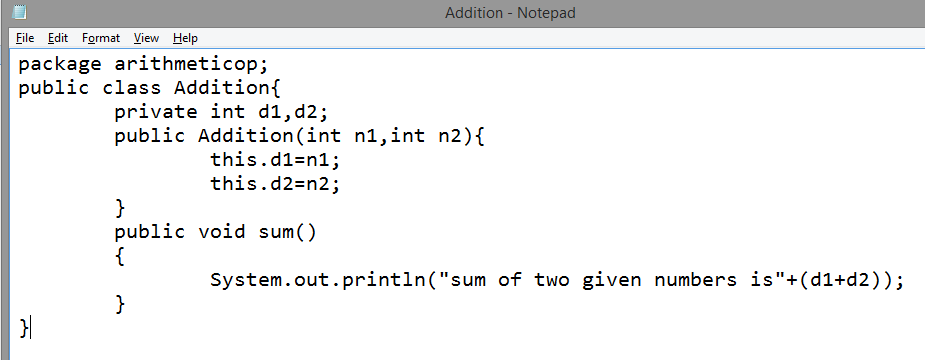 Addition - Notepad
File Edit Format View Help
package arithmeticop;
public class Addition{
        private int d1,d2;
        public Addition(int n1,int n2){
                this.d1=n1;
                this.d2=n2;
        }
        public void sum()
        {
                System.out.println("sum of two given numbers is"+(d1+d2));
        }
}